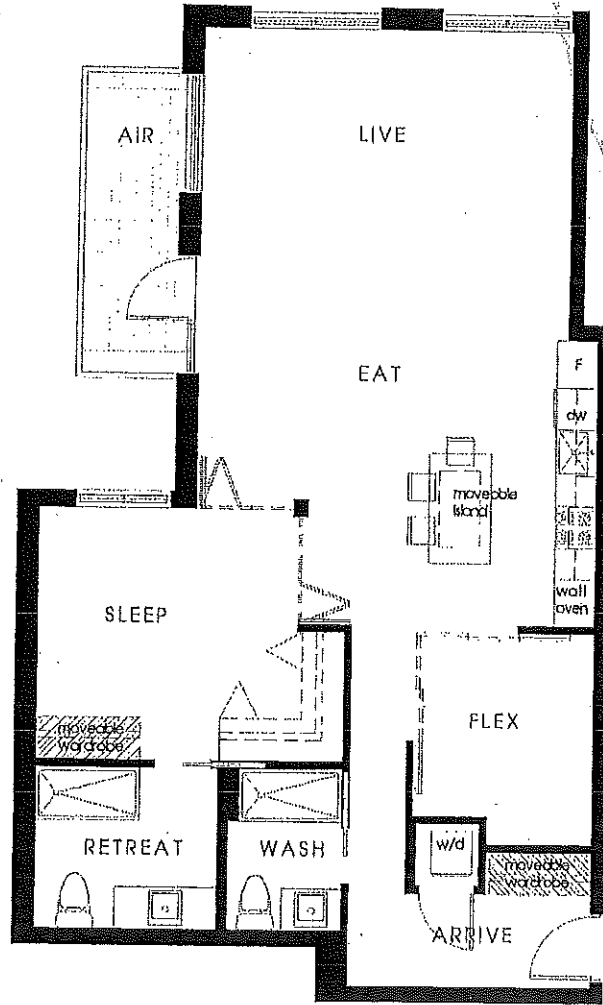 AIR
LIVE
EAT
F
dw
moveable
Island
wall
oven
SLEEP
FLEX
moveable
wardrobe
RETREAT
WASH
w/d
moveable
wardrobe
ARRIVE